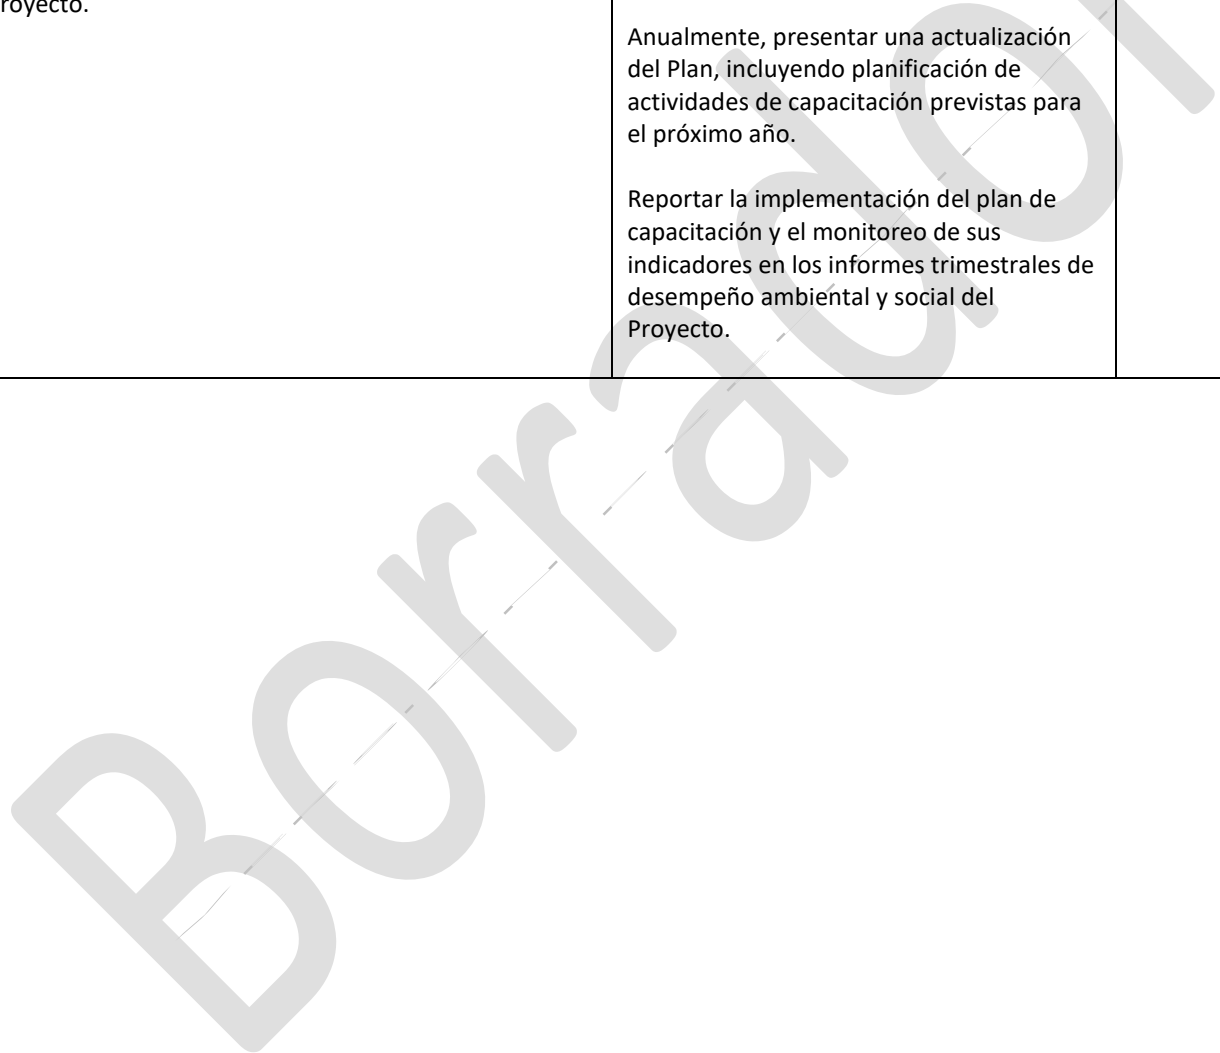 royecto.
Anualmente, presentar una actualización
del Plan, incluyendo planificación de
actividades de capacitación previstas para
el próximo año.
Reportar la implementación del plan de
capacitación y el monitoreo de sus
indicadores en los informes trimestrales de
desempeño ambiental y social del
Proyecto.
Borrador